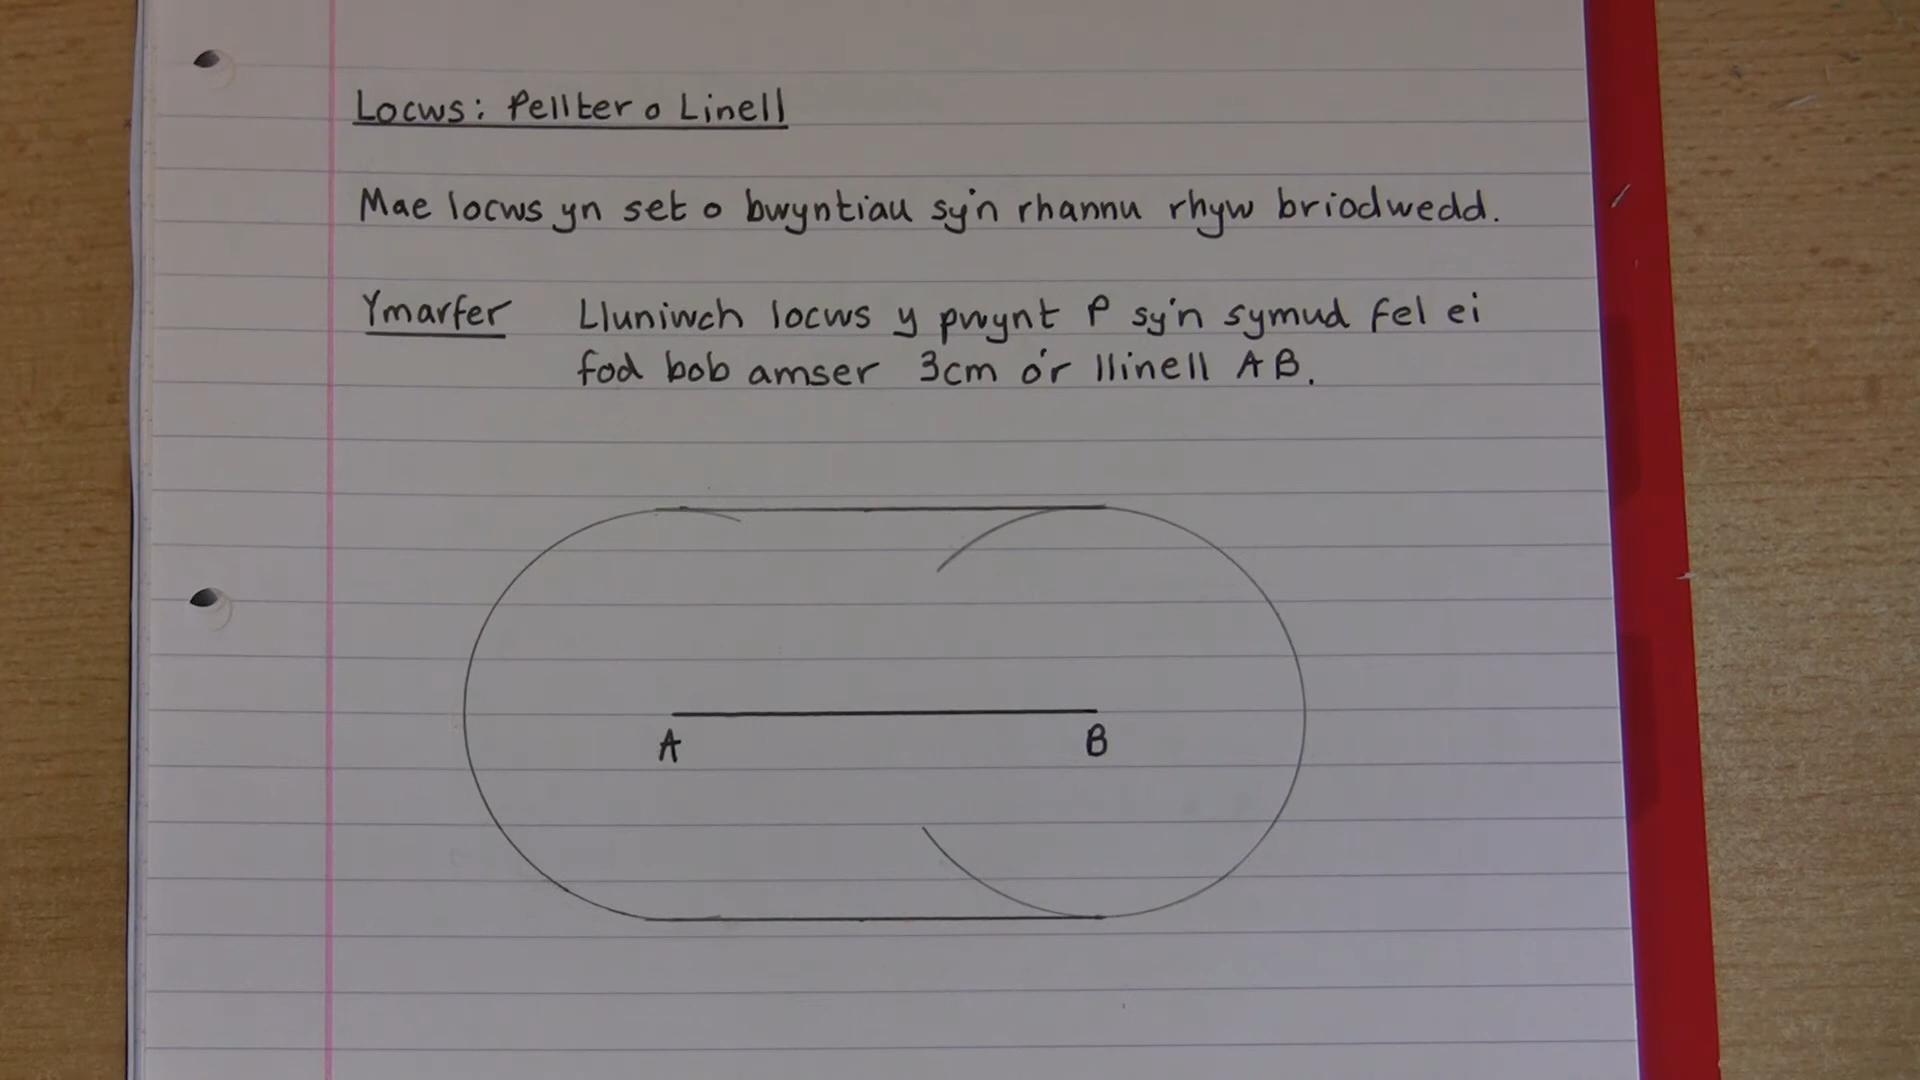 Locws: Pellter o Linell
Mae locws yn set o bwyntiau sy'n rhannu rhyw briodwedd.
Ymarfer Lluniwch locws y pwynt P sy'n symud fel ei
fod bob amser 3cm o'r llinell AB.
A B